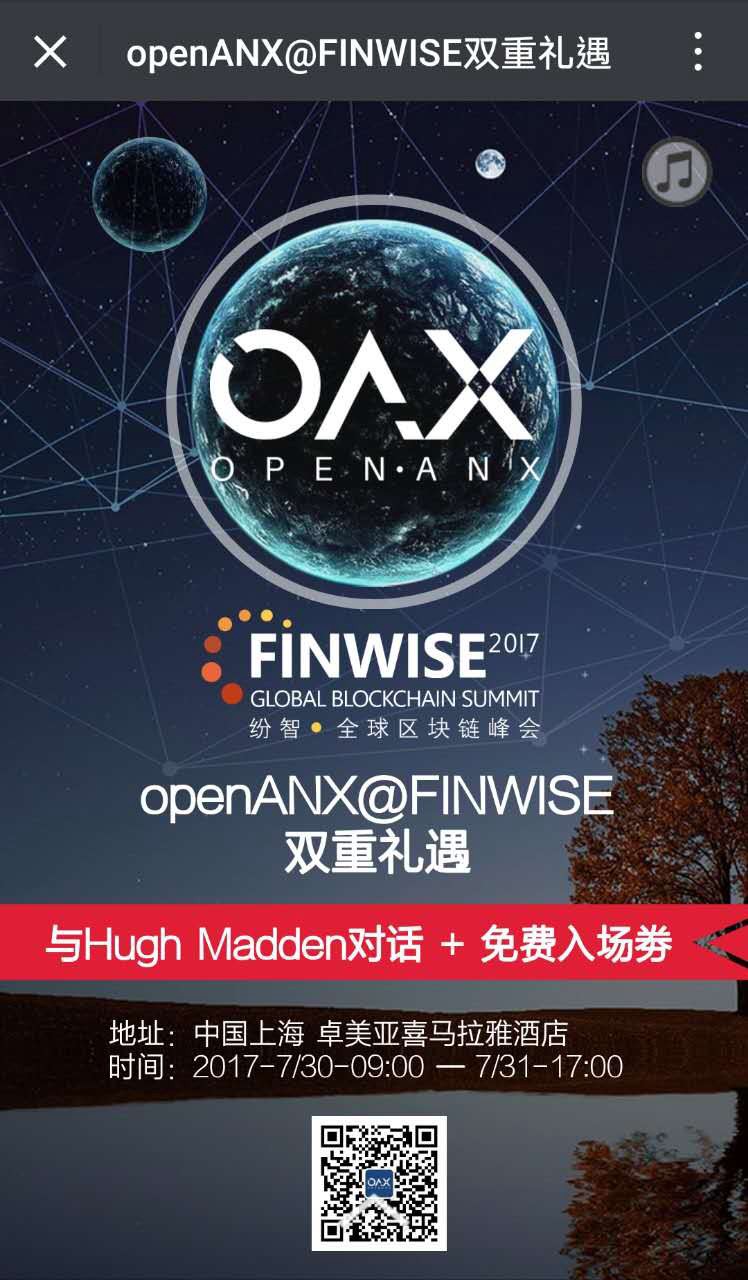 openANX@FINWISE双重礼遇
OAX
OPEN·ANX
FINWISE 2017
GLOBAL BLOCKCHAIN SUMMIT
纷智·全球区块链峰会
openANX@FINWISE
双重礼遇
与Hugh Madden对话 + 免费入场券
地址：中国上海 卓美亚喜马拉雅酒店
时间：2017-7/30-09:00 — 7/31-17:00
OAX